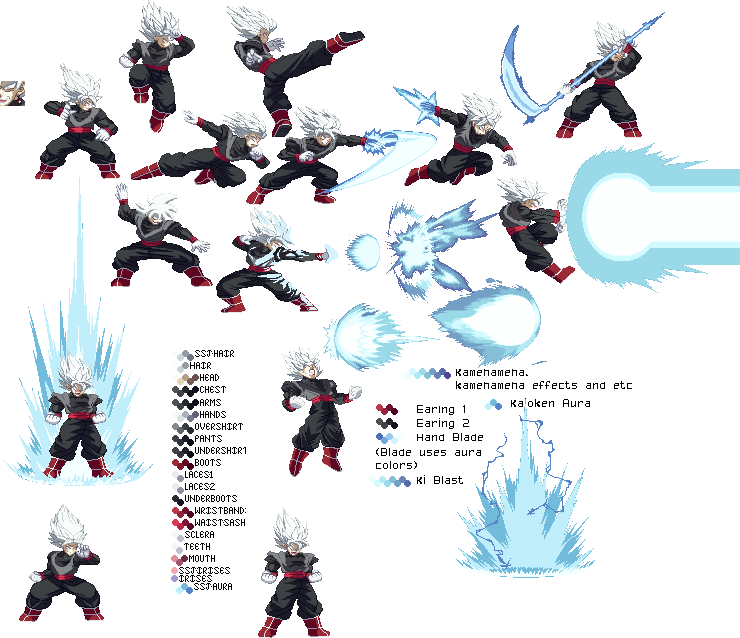 SSJHAIR
HAIR
HEAD
CHEST
ARMS
HANDS
OVERSHIRT
PANTS
UNDERSHIRT
BOOTS
LACES1
LACES2
UNDERBOOTS
WRISTBAND:
WAISTSASH
SCLERA
TEETH
MOUTH
SSJIRISES
IRISES
SSJAURA
Kamehameha.
kamehameha effects and etc
Kaioken Aura
Earing 1
Earing 2
Hand Blade
(Blade uses aura
colors)
Ki Blast